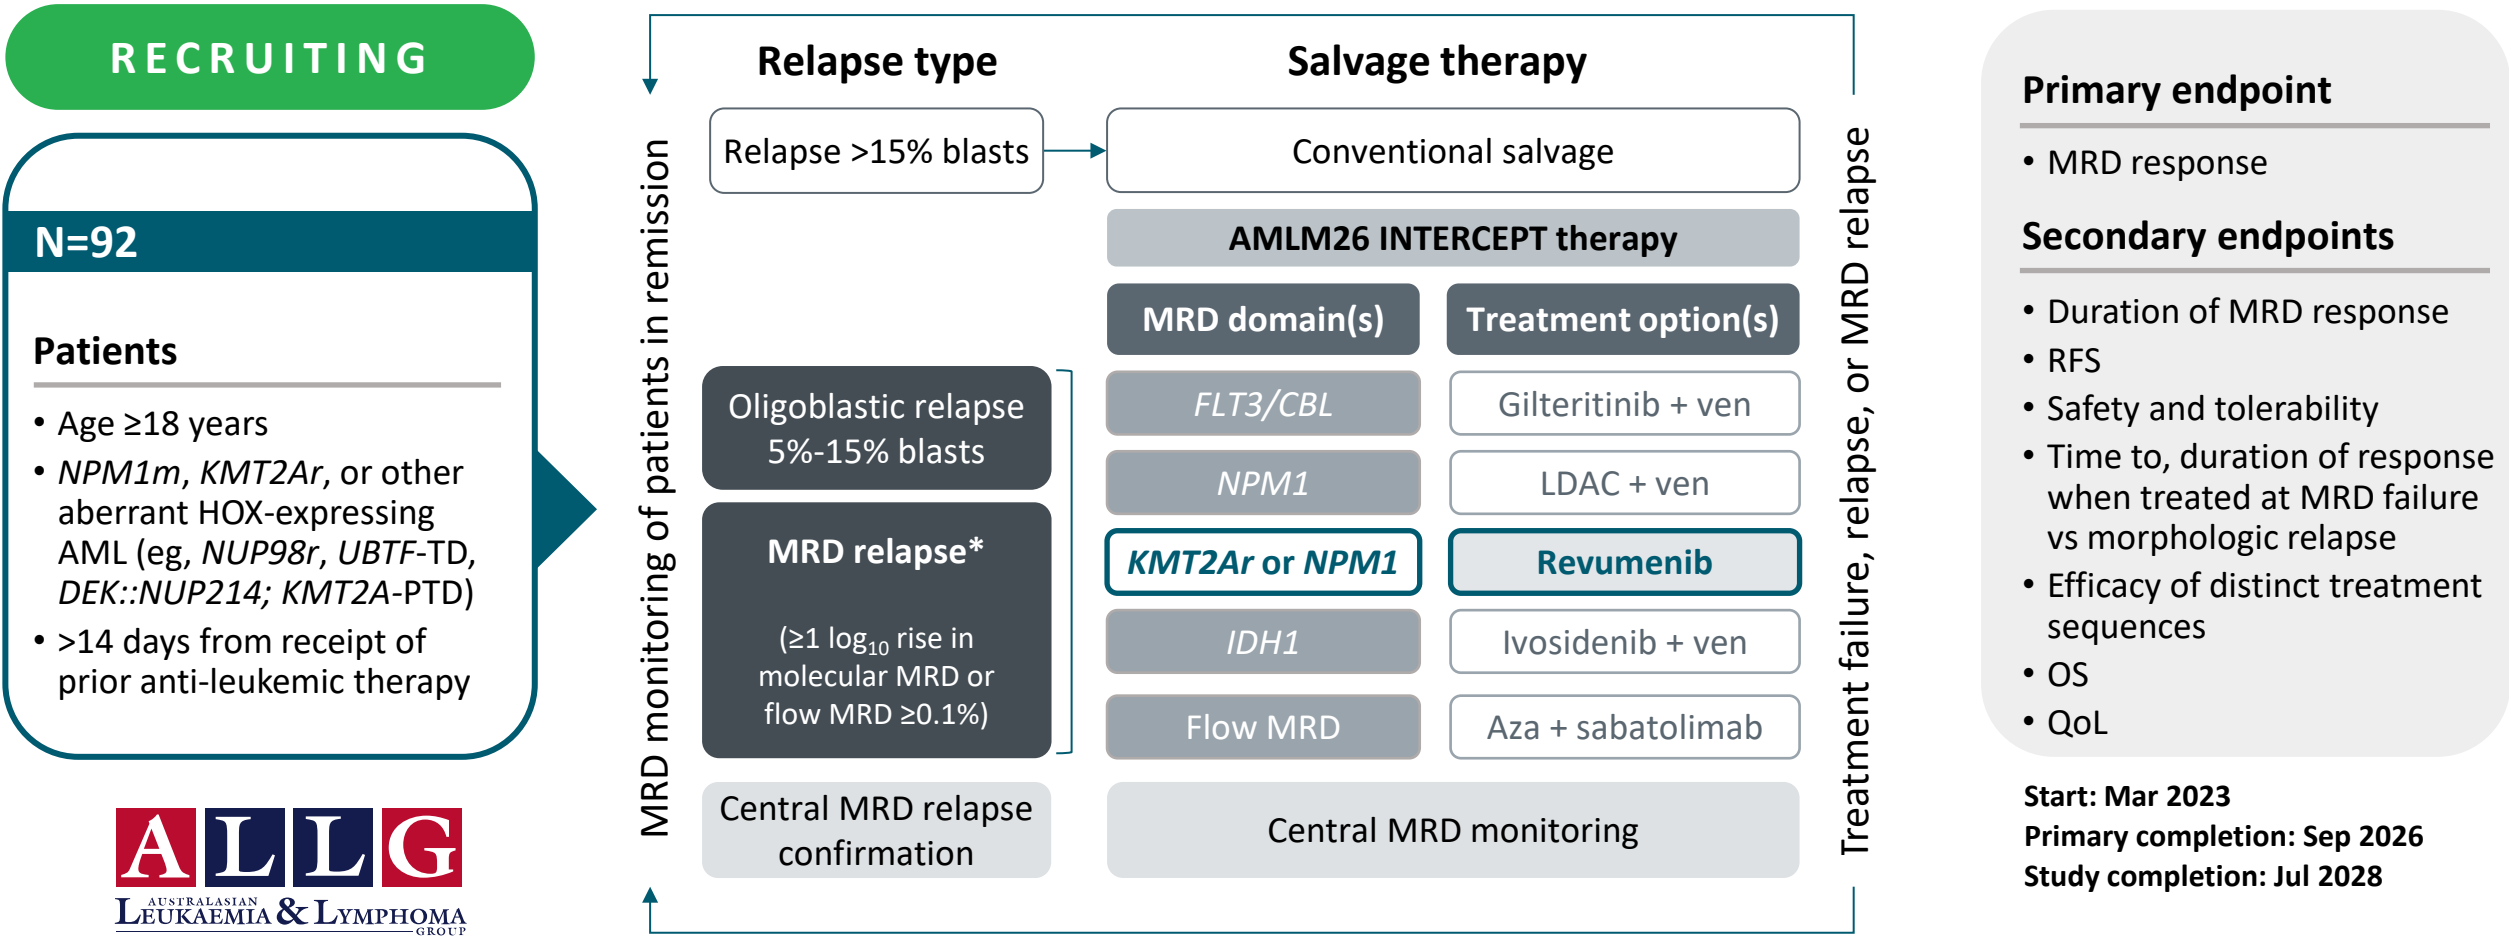 RECRUITING
N=92
Patients
• Age ≥18 years
• NPM1m, KMT2Ar, or other
aberrant HOX-expressing
AML (eg, NUP98r, UBTF-TD,
DEK::NUP214; KMT2A-PTD)
• >14 days from receipt of
prior anti-leukemic therapy
ALLG
AUSTRALASIAN
LEUKAEMIA & LYMPHOMA
GROUP
MRD monitoring of patients in remission
Relapse type
Salvage therapy
Relapse >15% blasts
Conventional salvage
AMLM26 INTERCEPT therapy
MRD domain(s)
Treatment option(s)
Oligoblastic relapse
5%-15% blasts
MRD relapse*
(≥1 log10 rise in
molecular MRD or
flow MRD ≥0.1%)
FLT3/CBL
Gilteritinib + ven
NPM1
LDAC + ven
KMT2Ar or NPM1
Revumenib
IDH1
Ivosidenib + ven
Flow MRD
Aza + sabatolimab
Central MRD relapse
confirmation
Central MRD monitoring
Treatment failure, relapse, or MRD relapse
Primary endpoint
• MRD response
Secondary endpoints
• Duration of MRD response
• RFS
• Safety and tolerability
• Time to, duration of response
when treated at MRD failure
vs morphologic relapse
• Efficacy of distinct treatment
sequences
• OS
• QoL
Start: Mar 2023
Primary completion: Sep 2026
Study completion: Jul 2028